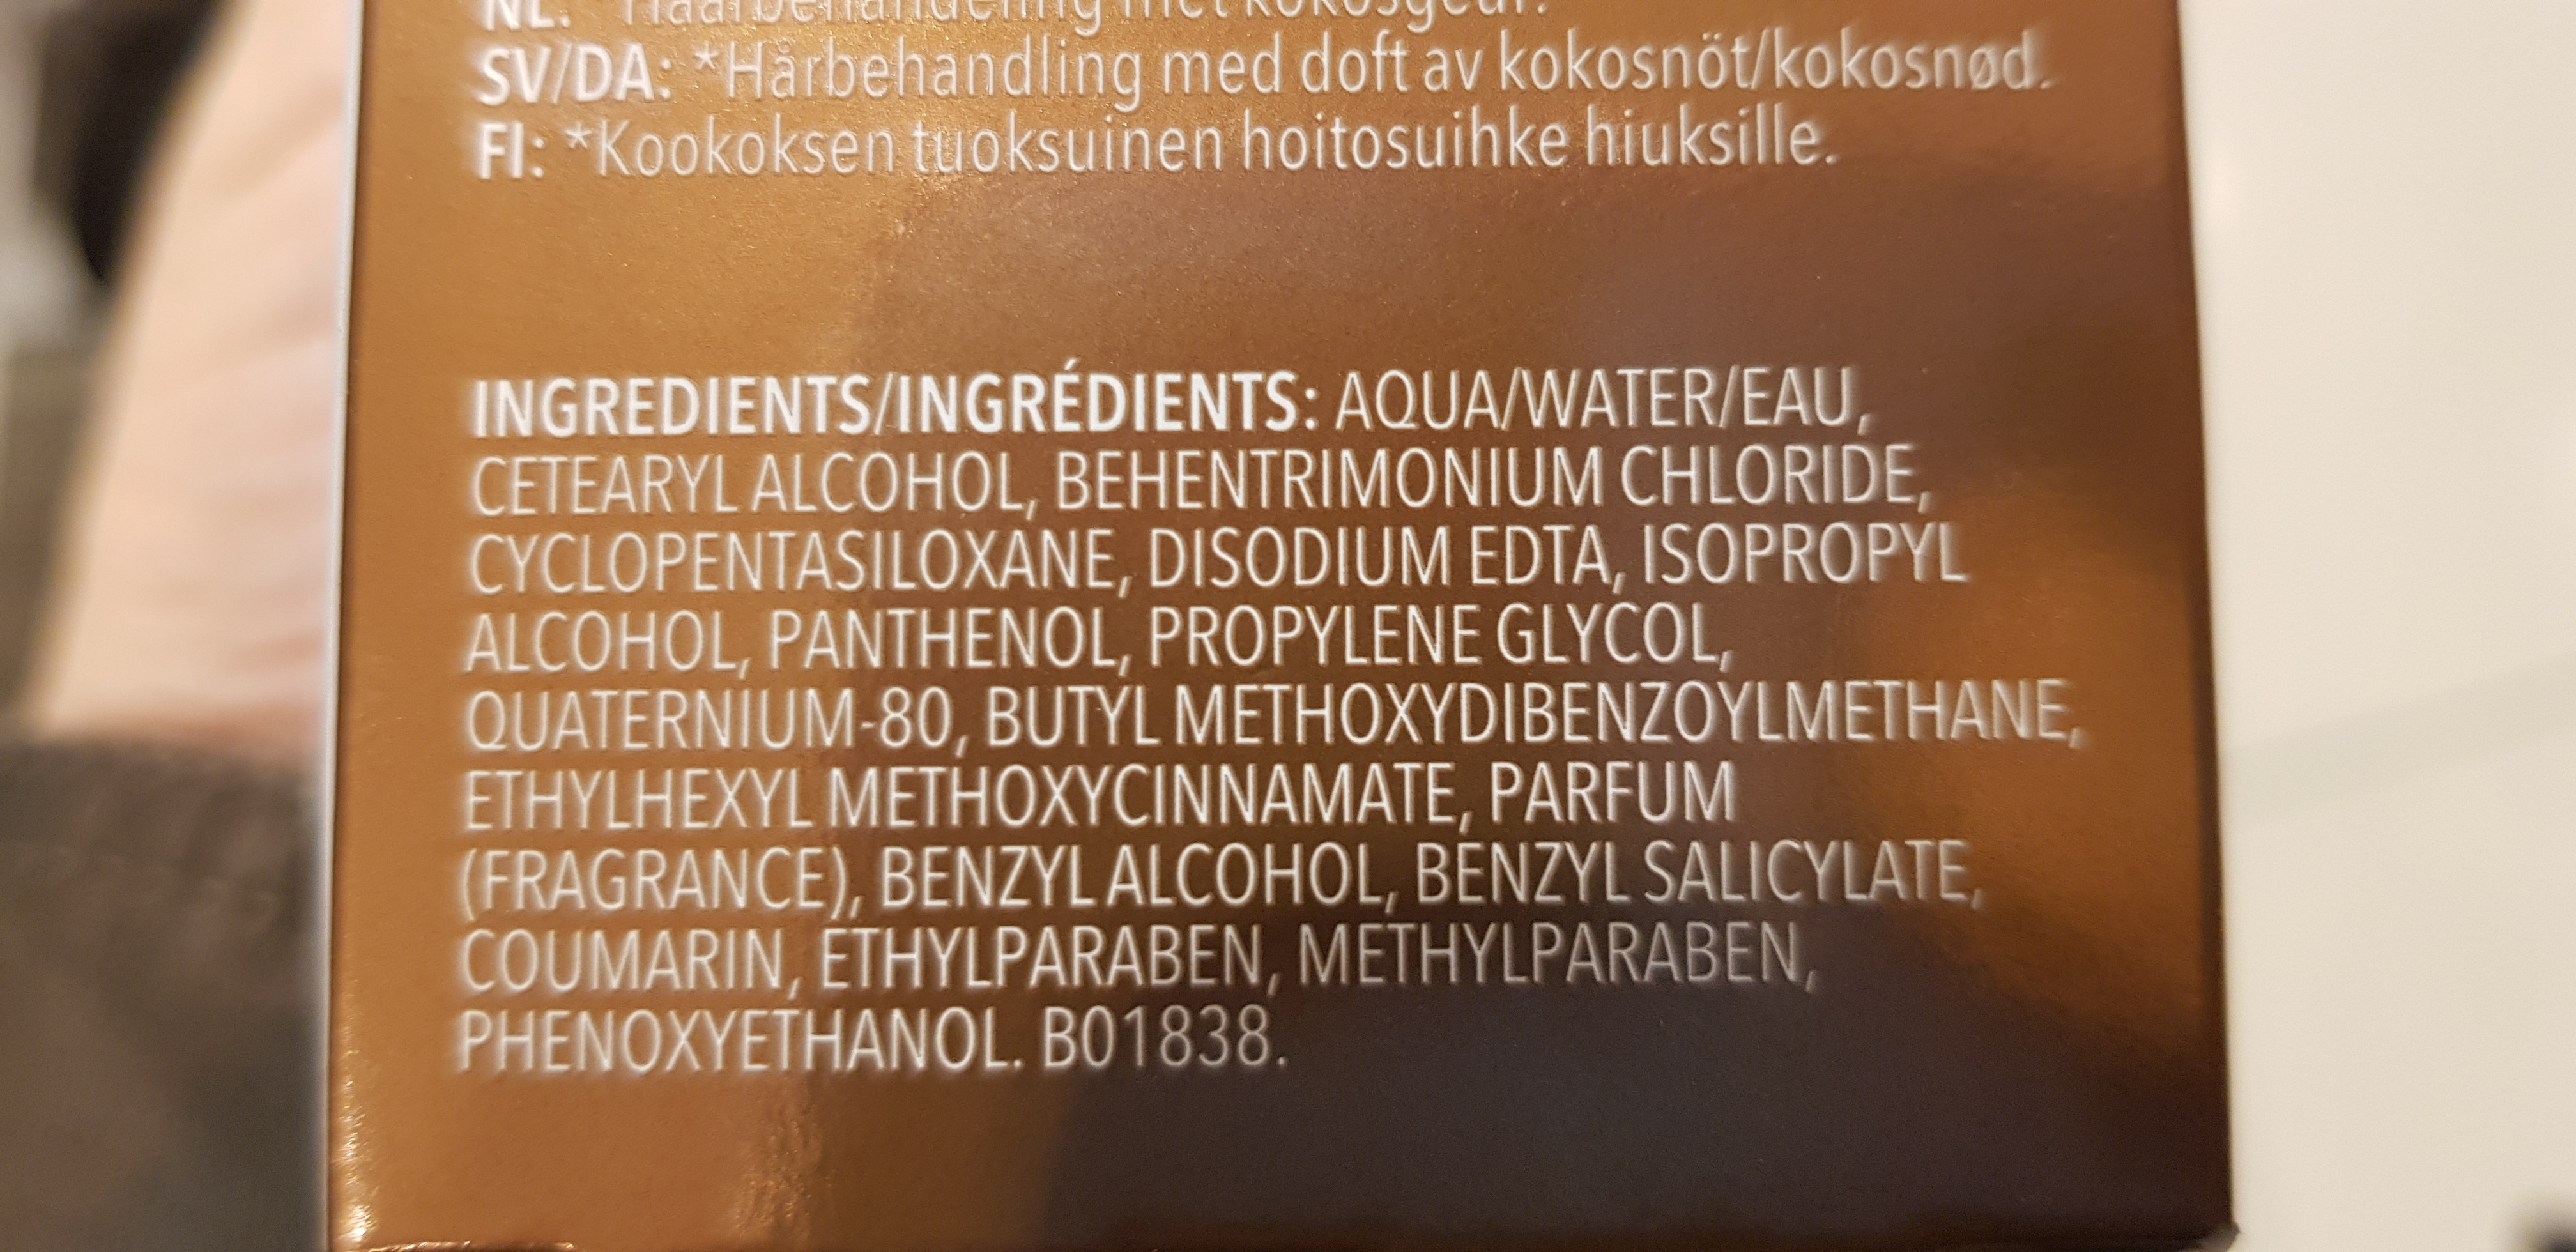 NL: *Haarbehandeling met kokosgeur.
SV/DA: *Hårbehandling med doft av kokosnöt/kokosnød.
FI: *Kookoksen tuoksuinen hoitosuihke hiuksille.
INGREDIENTS/INGRÉDIENTS: AQUA/WATER/EAU,
CETEARYL ALCOHOL, BEHENTRIMONIUM CHLORIDE,
CYCLOPENTASILOXANE, DISODIUM EDTA, ISOPROPYL
ALCOHOL, PANTHENOL, PROPYLENE GLYCOL,
QUATERNIUM-80, BUTYL METHOXYDIBENZOYLMETHANE,
ETHYLHEXYL METHOXYCINNAMATE, PARFUM
(FRAGRANCE), BENZYL ALCOHOL, BENZYL SALICYLATE,
COUMARIN, ETHYLPARABEN, METHYLPARABEN,
PHENOXYETHANOL. B01838.